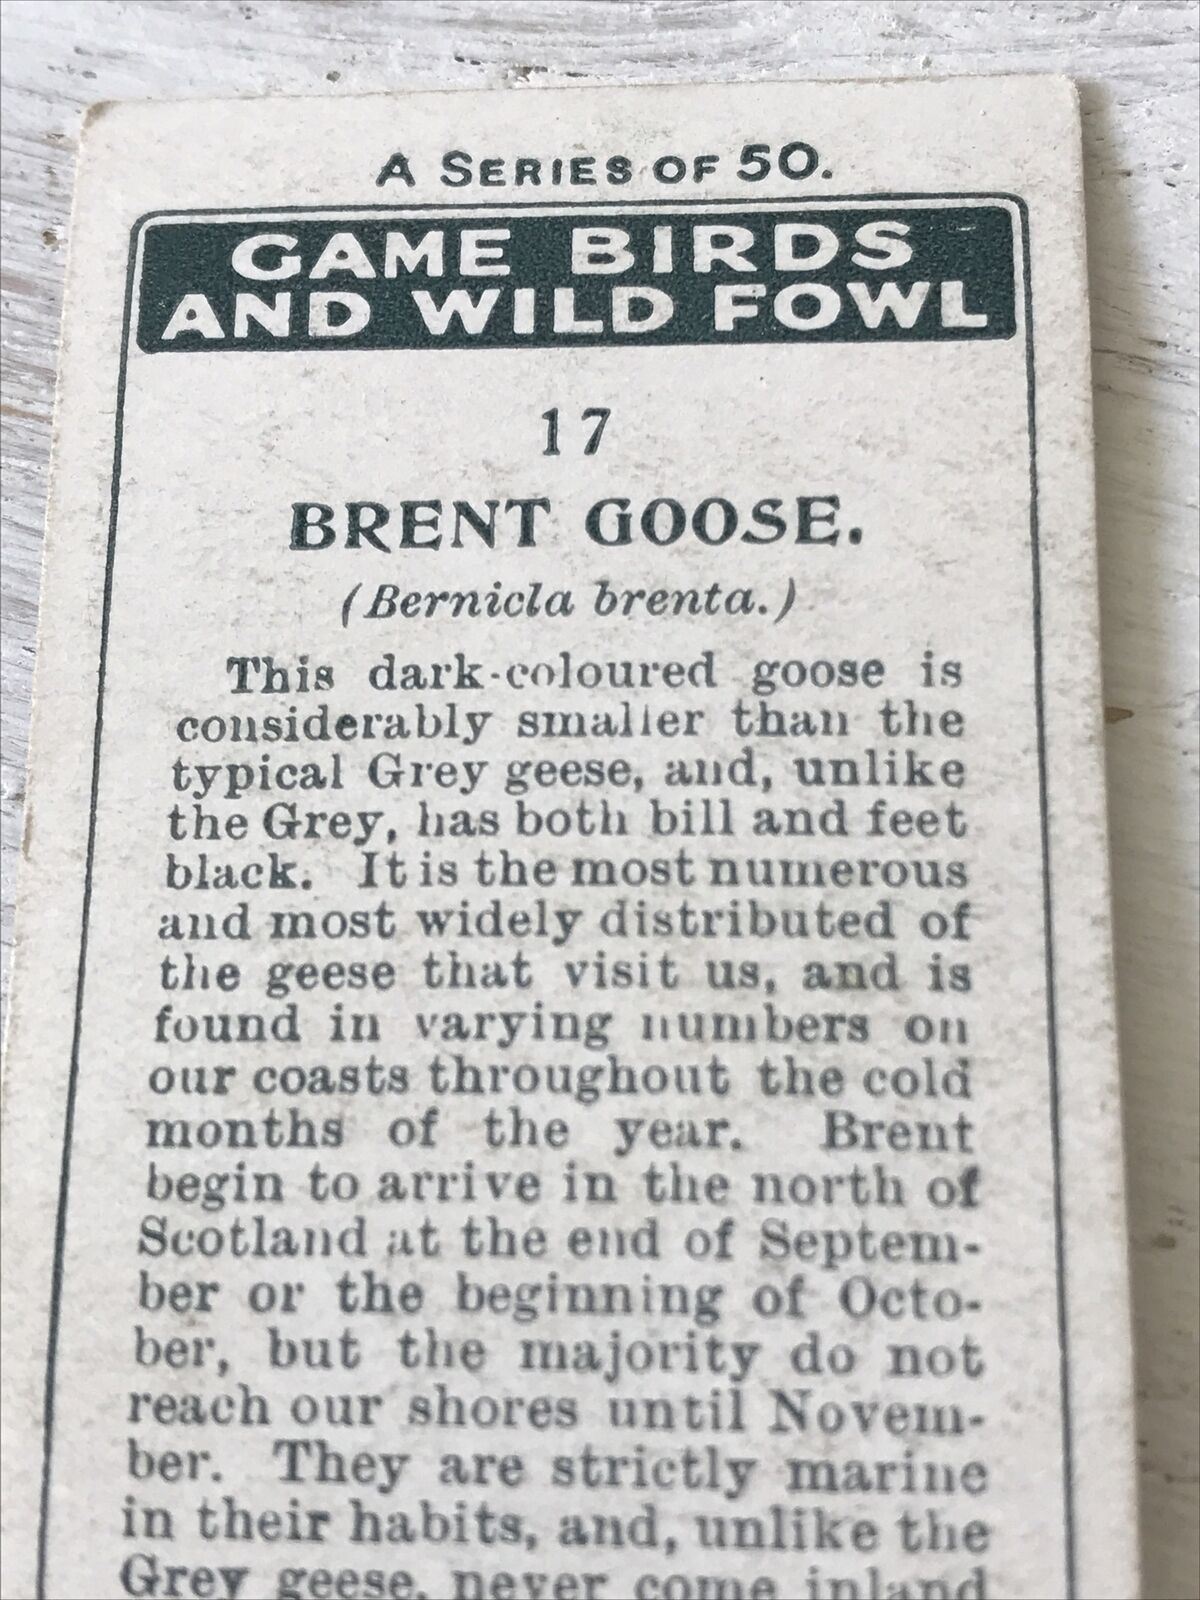 A SERIES OF 50.
GAME BIRDS
AND WILD FOWL
17
BRENT GOOSE.
(Bernicla brenta.)
This dark-coloured goose is
considerably smaller than the
typical Grey geese, and, unlike
the Grey, has both bill and feet
black. It is the most numerous
and most widely distributed of
the geese that visit us, and is
found in varying numbers on
our coasts throughout the cold
months of the year. Brent
begin to arrive in the north of
Scotland at the end of Septem-
ber or the beginning of Octo-
ber, but the majority do not
reach our shores until Novem-
ber. They are strictly marine
in their habits, and, unlike the
Grey geese, never come inland